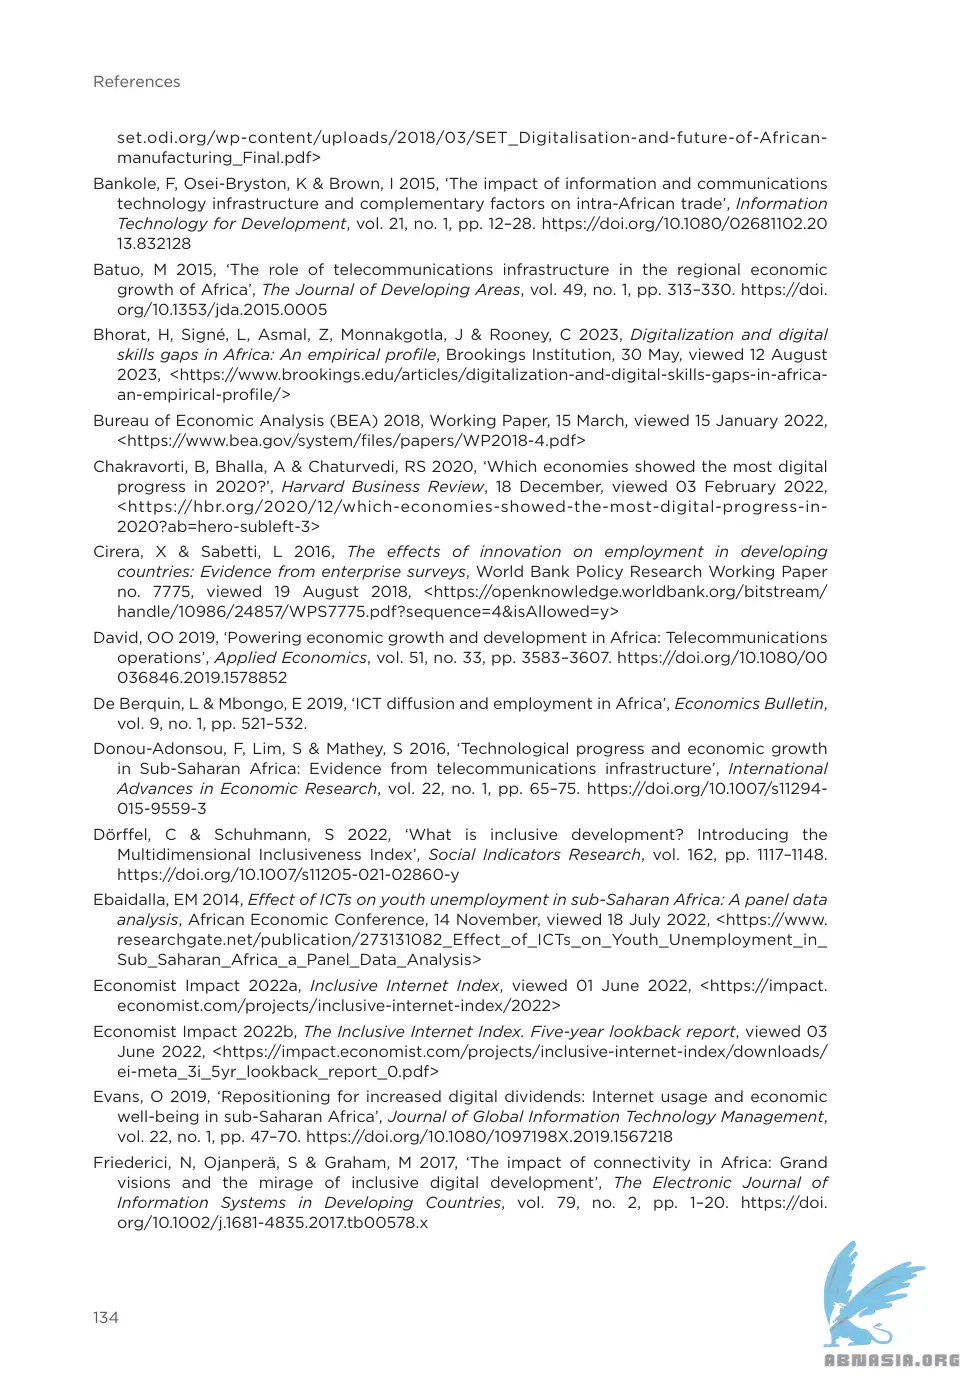 References
set.odi.org/wp-content/uploads/2018/03/SET_Digitalisation-and-future-of-African-
manufacturing_Final.pdf>
Bankole, F, Osei-Bryston, K & Brown, I 2015, ‘The impact of information and communications
technology infrastructure and complementary factors on intra-African trade’, Information
Technology for Development, vol. 21, no. 1, pp. 12–28. https://doi.org/10.1080/02681102.20
13.832128
Batuo, M 2015, ‘The role of telecommunications infrastructure in the regional economic
growth of Africa’, The Journal of Developing Areas, vol. 49, no. 1, pp. 313–330. https://doi.
org/10.1353/jda.2015.0005
Bhorat, H, Signé, L, Asmal, Z, Monnakgotla, J & Rooney, C 2023, Digitalization and digital
skills gaps in Africa: An empirical profile, Brookings Institution, 30 May, viewed 12 August
2023, <https://www.brookings.edu/articles/digitalization-and-digital-skills-gaps-in-africa-
an-empirical-profile/>
Bureau of Economic Analysis (BEA) 2018, Working Paper, 15 March, viewed 15 January 2022,
<https://www.bea.gov/system/files/papers/WP2018-4.pdf>
Chakravorti, B, Bhalla, A & Chaturvedi, RS 2020, ‘Which economies showed the most digital
progress in 2020?’, Harvard Business Review, 18 December, viewed 03 February 2022,
<https://hbr.org/2020/12/which-economies-showed-the-most-digital-progress-in-
2020?ab=hero-subleft-3>
Cirera, X & Sabetti, L 2016, The effects of innovation on employment in developing
countries: Evidence from enterprise surveys, World Bank Policy Research Working Paper
no. 7775, viewed 19 August 2018, <https://openknowledge.worldbank.org/bitstream/
handle/10986/24857/WPS7775.pdf?sequence=4&isAllowed=y>
David, OO 2019, ‘Powering economic growth and development in Africa: Telecommunications
operations’, Applied Economics, vol. 51, no. 33, pp. 3583–3607. https://doi.org/10.1080/00
036846.2019.1578852
De Berquin, L & Mbongo, E 2019, ‘ICT diffusion and employment in Africa’, Economics Bulletin,
vol. 9, no. 1, pp. 521–532.
Donou-Adonsou, F, Lim, S & Mathey, S 2016, ‘Technological progress and economic growth
in Sub-Saharan Africa: Evidence from telecommunications infrastructure’, International
Advances in Economic Research, vol. 22, no. 1, pp. 65–75. https://doi.org/10.1007/s11294-
015-9559-3
Dörffel, C & Schuhmann, S 2022, ‘What is inclusive development? Introducing the
Multidimensional Inclusiveness Index’, Social Indicators Research, vol. 162, pp. 1117–1148.
https://doi.org/10.1007/s11205-021-02860-y
Ebaidalla, EM 2014, Effect of ICTs on youth unemployment in sub-Saharan Africa: A panel data
analysis, African Economic Conference, 14 November, viewed 18 July 2022, <https://www.
researchgate.net/publication/273131082_Effect_of_ICTs_on_Youth_Unemployment_in_
Sub_Saharan_Africa_a_Panel_Data_Analysis>
Economist Impact 2022a, Inclusive Internet Index, viewed 01 June 2022, <https://impact.
economist.com/projects/inclusive-internet-index/2022>
Economist Impact 2022b, The Inclusive Internet Index. Five-year lookback report, viewed 03
June 2022, <https://impact.economist.com/projects/inclusive-internet-index/downloads/
ei-meta_3i_5yr_lookback_report_0.pdf>
Evans, O 2019, ‘Repositioning for increased digital dividends: Internet usage and economic
well-being in sub-Saharan Africa’, Journal of Global Information Technology Management,
vol. 22, no. 1, pp. 47–70. https://doi.org/10.1080/1097198X.2019.1567218
Friederici, N, Ojanperä, S & Graham, M 2017, ‘The impact of connectivity in Africa: Grand
visions and the mirage of inclusive digital development’, The Electronic Journal of
Information Systems in Developing Countries, vol. 79, no. 2, pp. 1–20. https://doi.
org/10.1002/j.1681-4835.2017.tb00578.x
134
ABNASIA.ORG